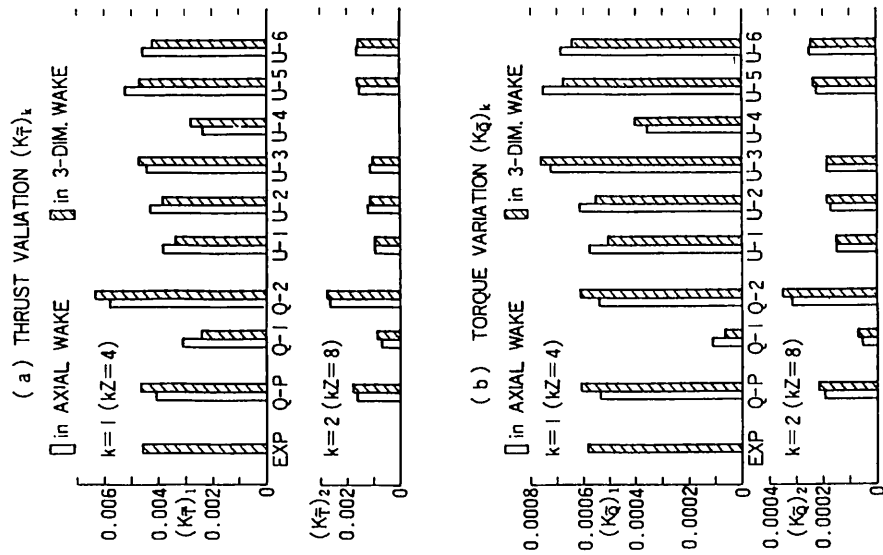 (a) THRUST VALIATION (KT̄)k
in AXIAL WAKE
in 3-DIM. WAKE
k=1 (kZ=4)
0.006
0.004
(KT̄)1
0.002
0
EXP Q-P Q-1 Q-2 U-1 U-2 U-3 U-4 U-5 U-6
k=2 (kZ=8)
0.002
(KT̄)2
0
(b) TORQUE VARIATION (KQ̄)k
in AXIAL WAKE
in 3-DIM. WAKE
k=1 (kZ=4)
0.0008
0.0006
(KQ̄)1
0.0004
0.0002
0
EXP Q-P Q-1 Q-2 U-1 U-2 U-3 U-4 U-5 U-6
k=2 (kZ=8)
0.0004
(KQ̄)2
0.0002
0